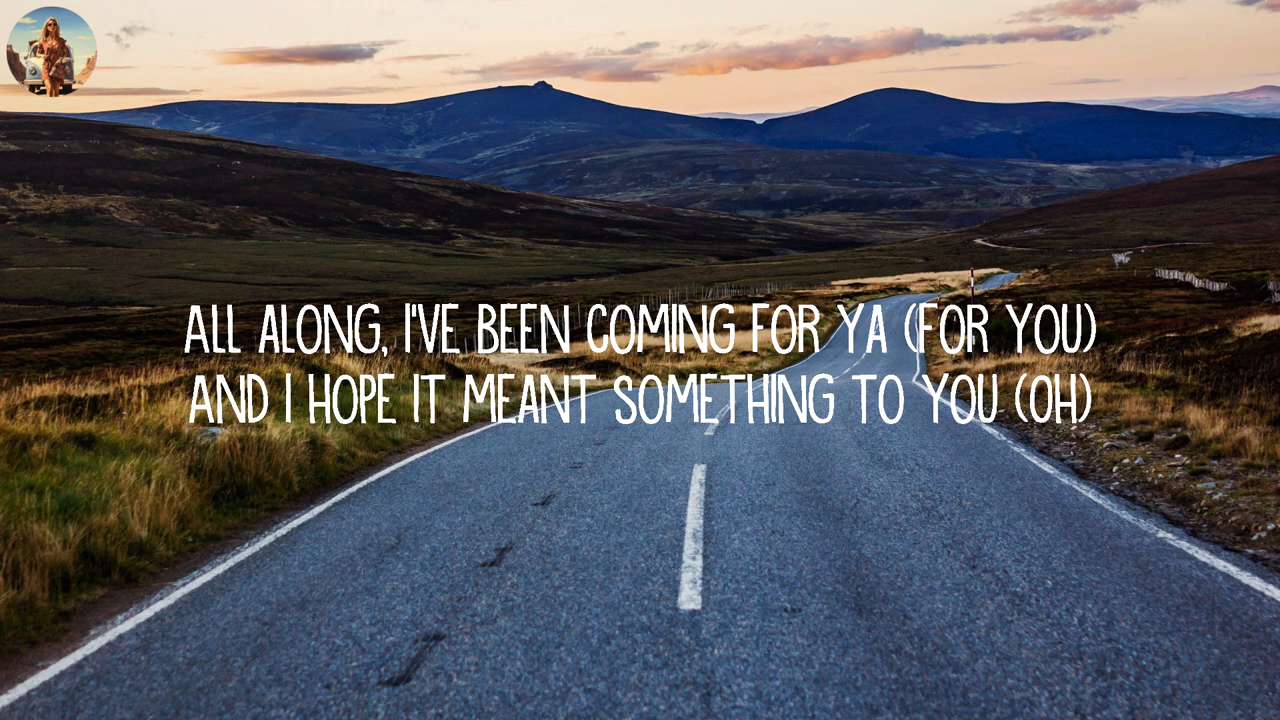 ALL ALONG, I'VE BEEN COMING FOR YA (FOR YOU)
AND I HOPE IT MEANT SOMETHING TO YOU (OH)